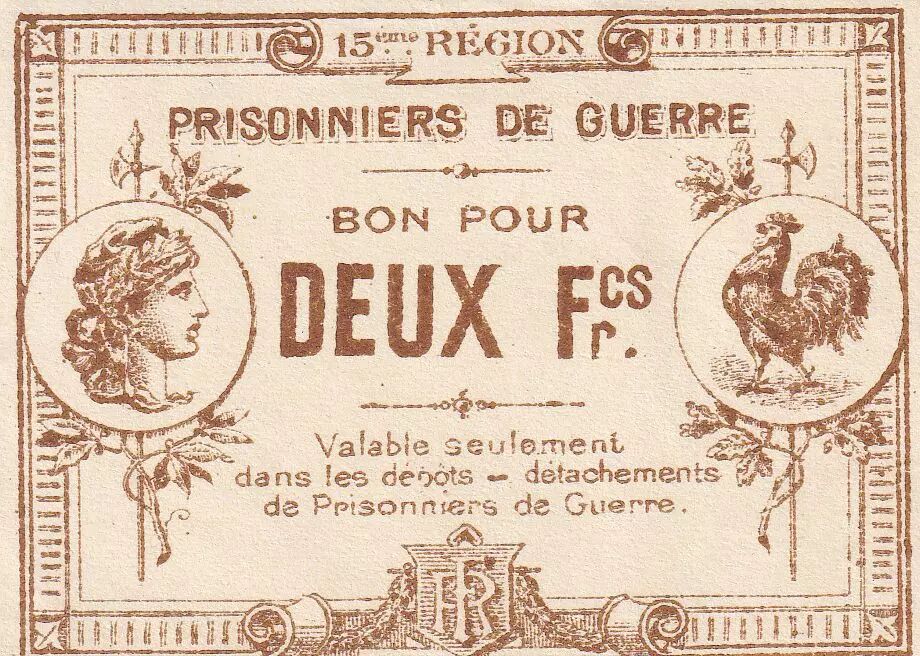 15ème RÉGION
PRISONNIERS DE GUERRE
BON POUR
DEUX Fcs
r.
Valable seulement
dans les dépôts - détachements
de Prisonniers de Guerre.